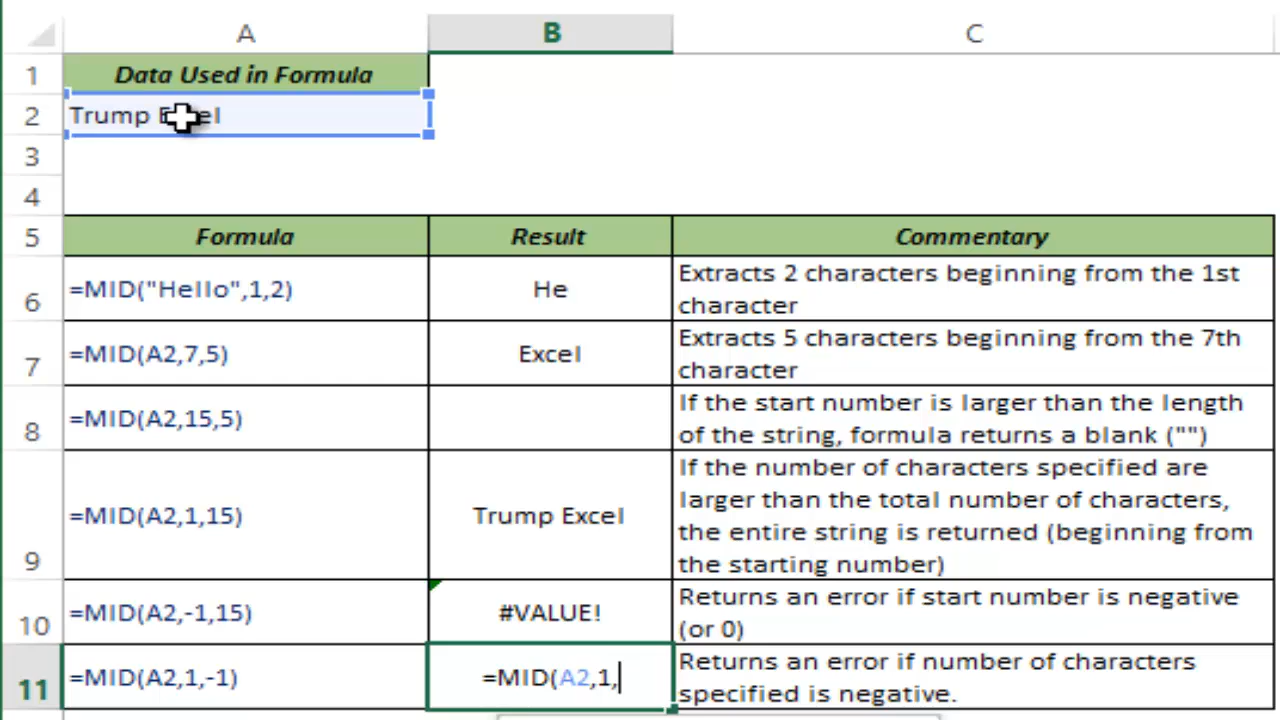 A B C
1 Data Used in Formula
2 Trump Excel
3
4
5 Formula Result Commentary
6 =MID("Hello",1,2) He Extracts 2 characters beginning from the 1st
character
7 =MID(A2,7,5) Excel Extracts 5 characters beginning from the 7th
character
8 =MID(A2,15,5) If the start number is larger than the length
of the string, formula returns a blank ("")
9 =MID(A2,1,15) Trump Excel If the number of characters specified are
larger than the total number of characters,
the entire string is returned (beginning from
the starting number)
10 =MID(A2,-1,15) #VALUE! Returns an error if start number is negative
(or 0)
11 =MID(A2,1,-1) =MID(A2,1, Returns an error if number of characters
specified is negative.